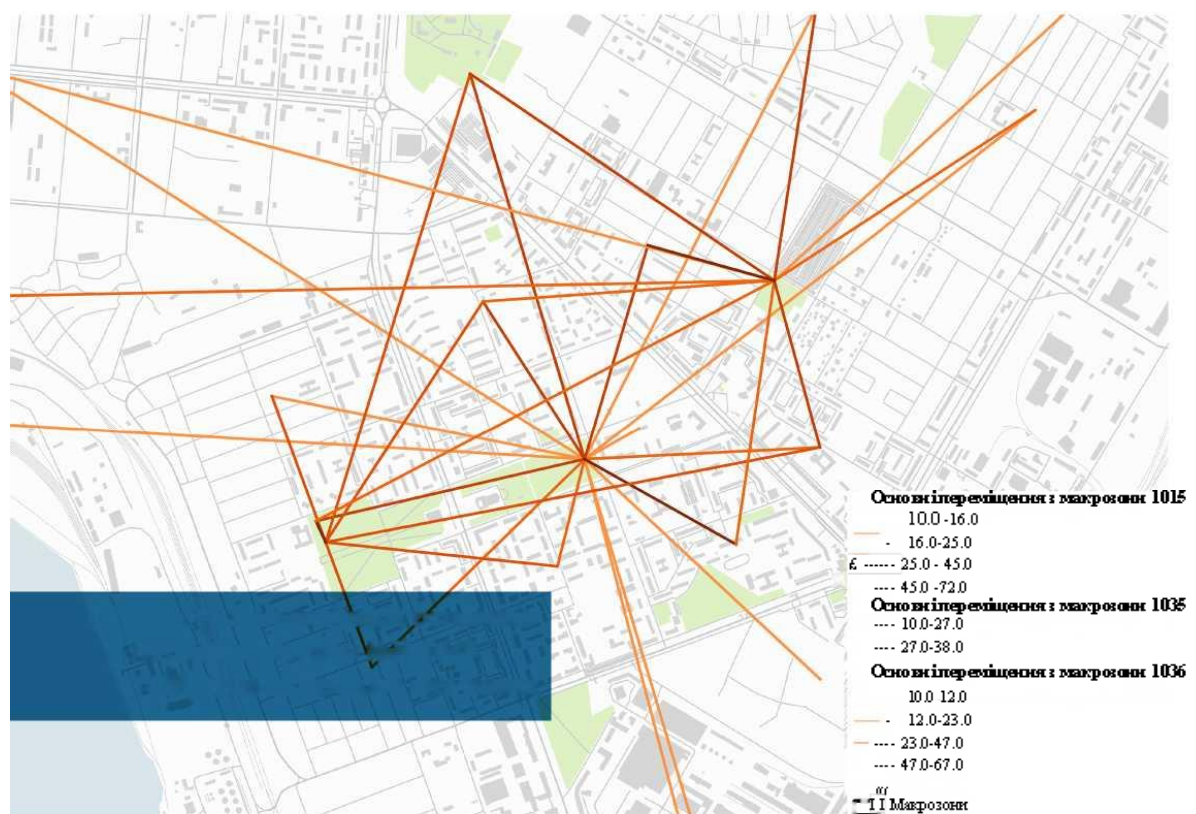 Основні переміщення з макрозони 1015
10.0 -16.0
- 16.0-25.0
£ ------ 25.0 - 45.0
---- 45.0 -72.0
Основні переміщення з макрозони 1035
---- 10.0-27.0
---- 27.0-38.0
Основні переміщення з макрозони 1036
10.0 12.0
- 12.0-23.0
---- 23.0-47.0
---- 47.0-67.0
I I Макрозони